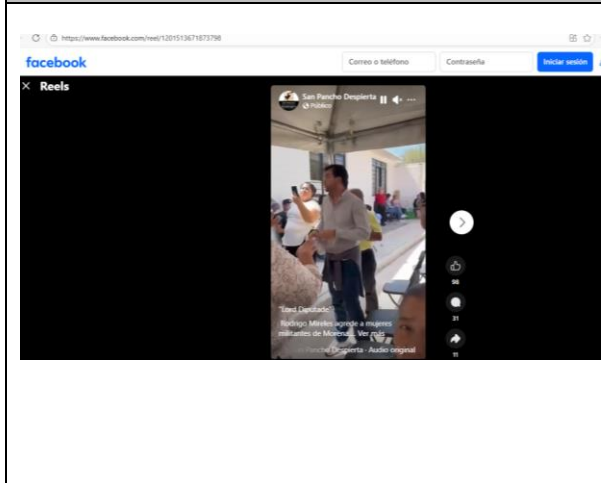 https://www.facebook.com/reel/1201513671873798
facebook
Correo o teléfono
Contraseña
Iniciar sesión
Reels
San Pancho Despierta
Público
"Lord Diputade"
Rodrigo Mireles agrede a mujeres
militantes de Morena... Ver más
Pancho Despierta · Audio original
98
31
11